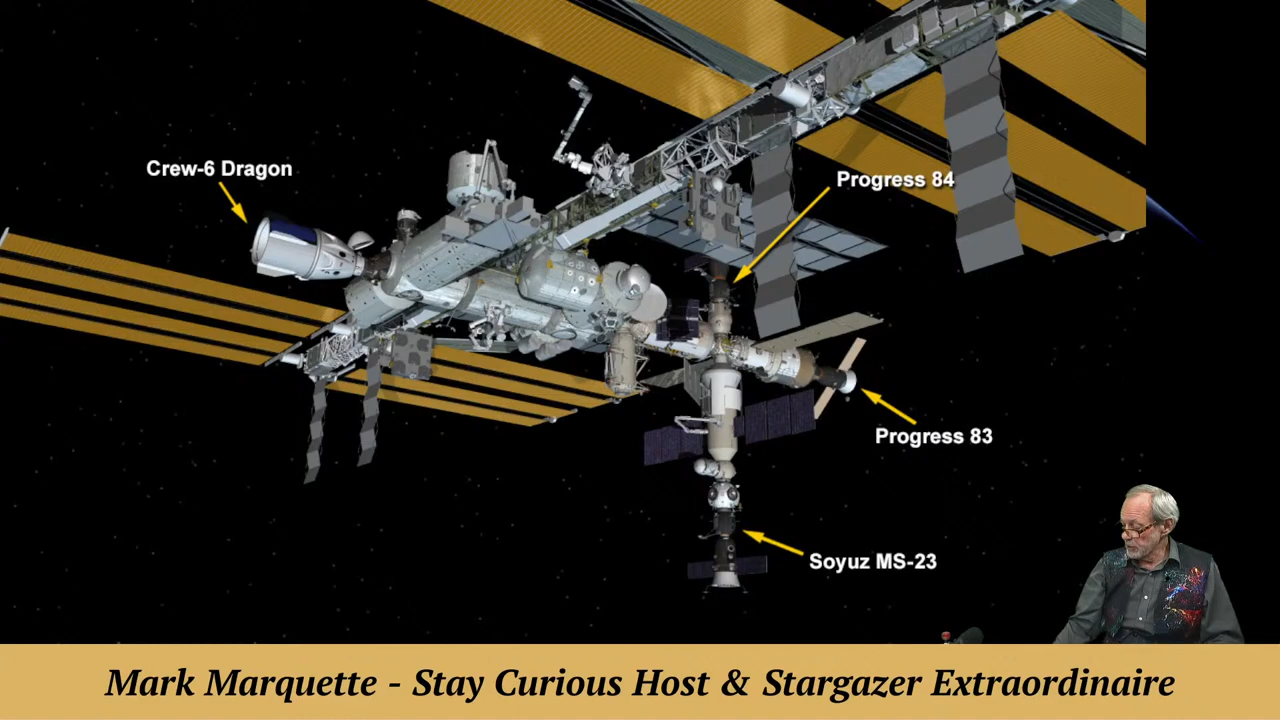 Crew-6 Dragon
Progress 84
Progress 83
Soyuz MS-23
Mark Marquette - Stay Curious Host & Stargazer Extraordinaire